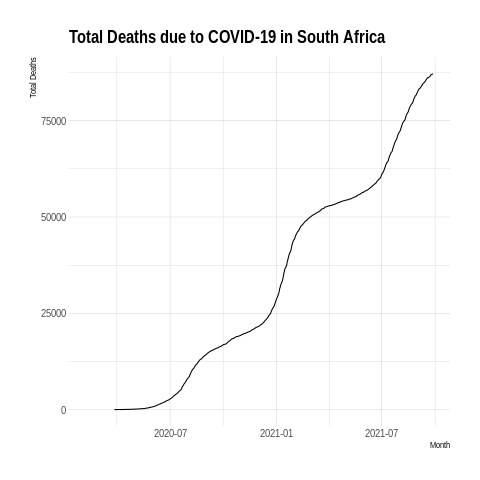 Total Deaths due to COVID-19 in South Africa
Total Deaths
75000
50000
25000
0
2020-07
2021-01
2021-07
Month